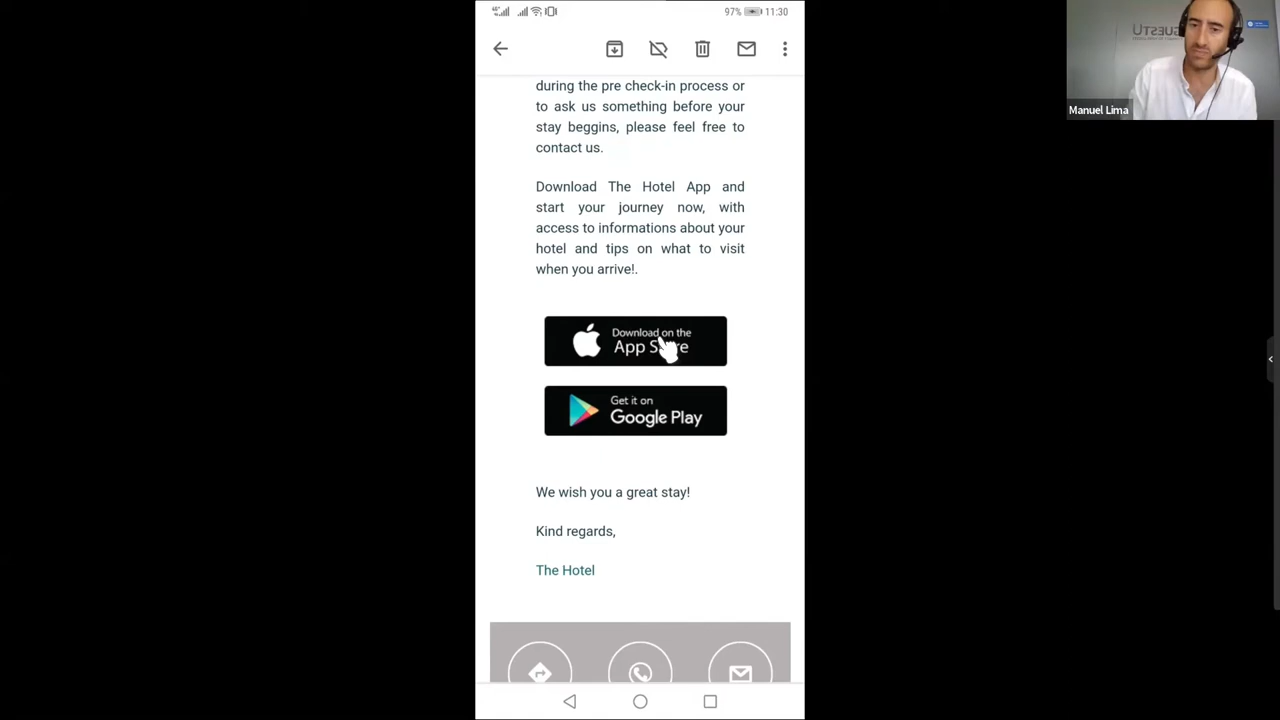 97% 11:30
GUESTU
Manuel Lima
during the pre check-in process or
to ask us something before your
stay beggins, please feel free to
contact us.
Download The Hotel App and
start your journey now, with
access to informations about your
hotel and tips on what to visit
when you arrive!.
Download on the
App Store
Get it on
Google Play
We wish you a great stay!
Kind regards,
The Hotel